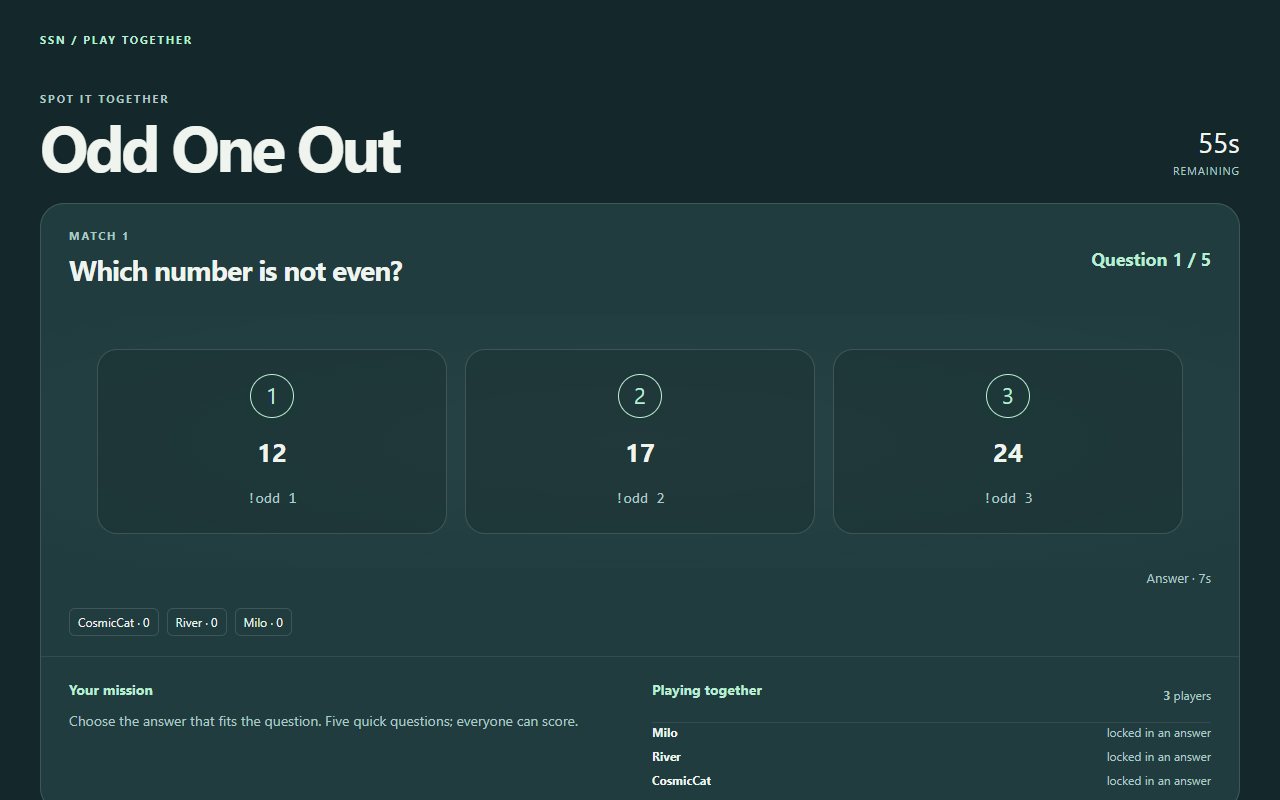 SSN / PLAY TOGETHER
SPOT IT TOGETHER
Odd One Out
55s
REMAINING
MATCH 1
Which number is not even?
Question 1 / 5
1
12
!odd 1
2
17
!odd 2
3
24
!odd 3
Answer · 7s
CosmicCat · 0
River · 0
Milo · 0
Your mission
Choose the answer that fits the question. Five quick questions; everyone can score.
Playing together
3 players
Milo locked in an answer
River locked in an answer
CosmicCat locked in an answer